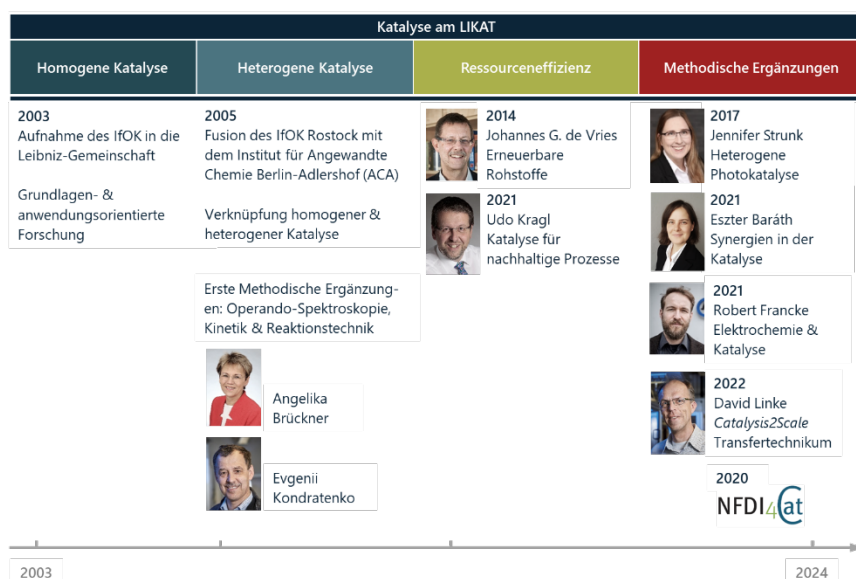 Katalyse am LIKAT
Homogene Katalyse
Heterogene Katalyse
Ressourceneffizienz
Methodische Ergänzungen
2003
Aufnahme des IfOK in die
Leibniz-Gemeinschaft
Grundlagen- &
anwendungsorientierte
Forschung
2005
Fusion des IfOK Rostock mit
dem Institut für Angewandte
Chemie Berlin-Adlershof (ACA)
Verknüpfung homogener &
heterogener Katalyse
Erste Methodische Ergänzung-
en: Operando-Spektroskopie,
Kinetik & Reaktionstechnik
Angelika
Brückner
Evgenii
Kondratenko
2014
Johannes G. de Vries
Erneuerbare
Rohstoffe
2021
Udo Kragl
Katalyse für
nachhaltige Prozesse
2017
Jennifer Strunk
Heterogene
Photokatalyse
2021
Eszter Baráth
Synergien in der
Katalyse
2021
Robert Francke
Elektrochemie &
Katalyse
2022
David Linke
Catalysis2Scale
Transfertechnikum
2020
NFDI4Cat
2003
2024